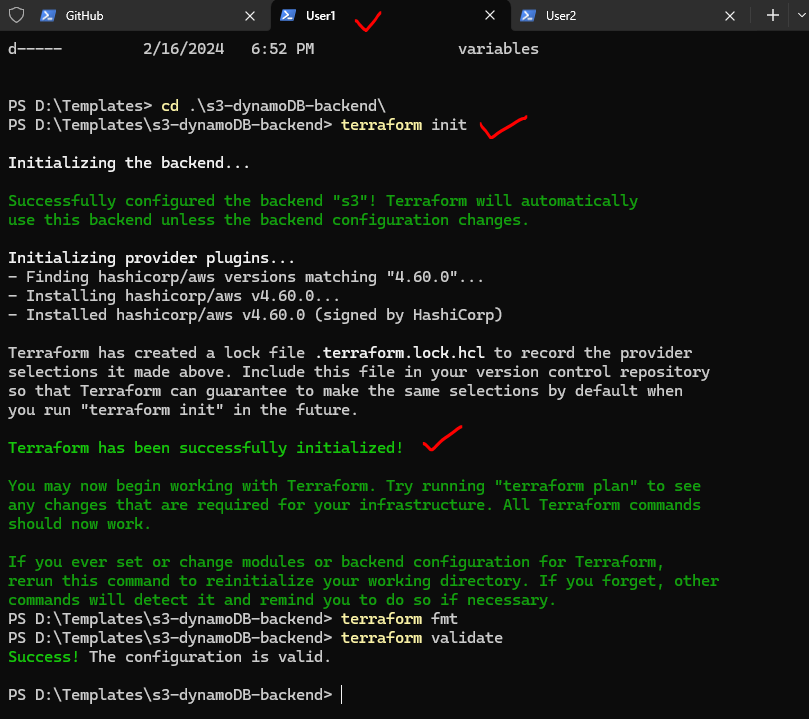 GitHub
User1
User2
d----- 2/16/2024 6:52 PM variables
PS D:\Templates> cd .\s3-dynamoDB-backend\
PS D:\Templates\s3-dynamoDB-backend> terraform init
Initializing the backend...
Successfully configured the backend "s3"! Terraform will automatically
use this backend unless the backend configuration changes.
Initializing provider plugins...
- Finding hashicorp/aws versions matching "4.60.0"...
- Installing hashicorp/aws v4.60.0...
- Installed hashicorp/aws v4.60.0 (signed by HashiCorp)
Terraform has created a lock file .terraform.lock.hcl to record the provider
selections it made above. Include this file in your version control repository
so that Terraform can guarantee to make the same selections by default when
you run "terraform init" in the future.
Terraform has been successfully initialized!
You may now begin working with Terraform. Try running "terraform plan" to see
any changes that are required for your infrastructure. All Terraform commands
should now work.
If you ever set or change modules or backend configuration for Terraform,
rerun this command to reinitialize your working directory. If you forget, other
commands will detect it and remind you to do so if necessary.
PS D:\Templates\s3-dynamoDB-backend> terraform fmt
PS D:\Templates\s3-dynamoDB-backend> terraform validate
Success! The configuration is valid.
PS D:\Templates\s3-dynamoDB-backend>